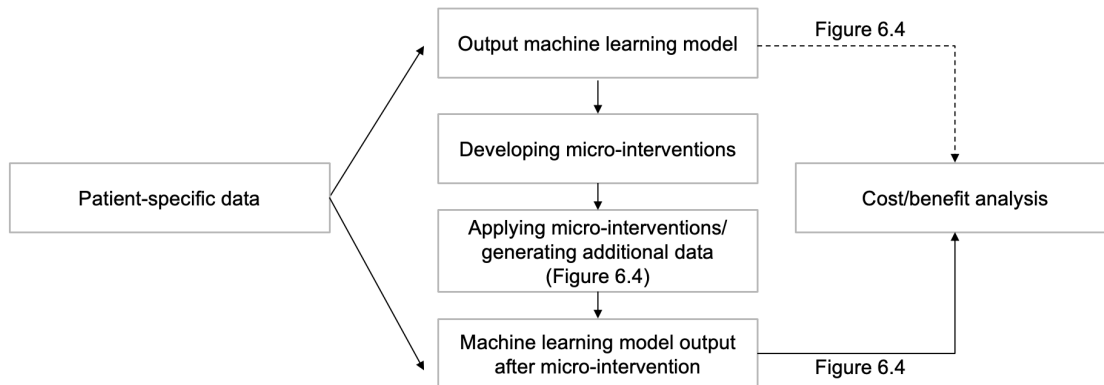 Figure 6.4
Output machine learning model
Developing micro-interventions
Patient-specific data
Cost/benefit analysis
Applying micro-interventions/
generating additional data
(Figure 6.4)
Machine learning model output
after micro-intervention
Figure 6.4